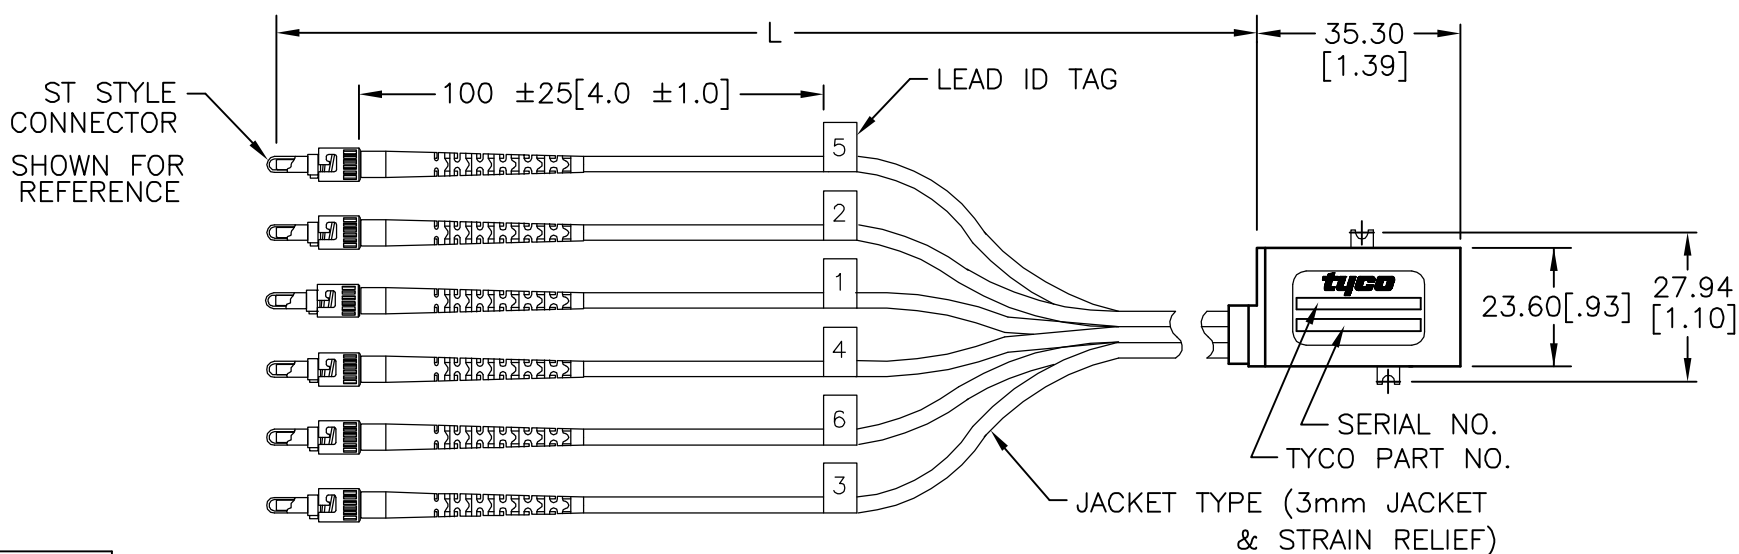 L
35.30
[1.39]
ST STYLE
CONNECTOR
SHOWN FOR
REFERENCE
100 ±25[4.0 ±1.0]
LEAD ID TAG
5
2
1
4
6
3
tyco
23.60[.93]
27.94
[1.10]
SERIAL NO.
TYCO PART NO.
JACKET TYPE (3mm JACKET
& STRAIN RELIEF)